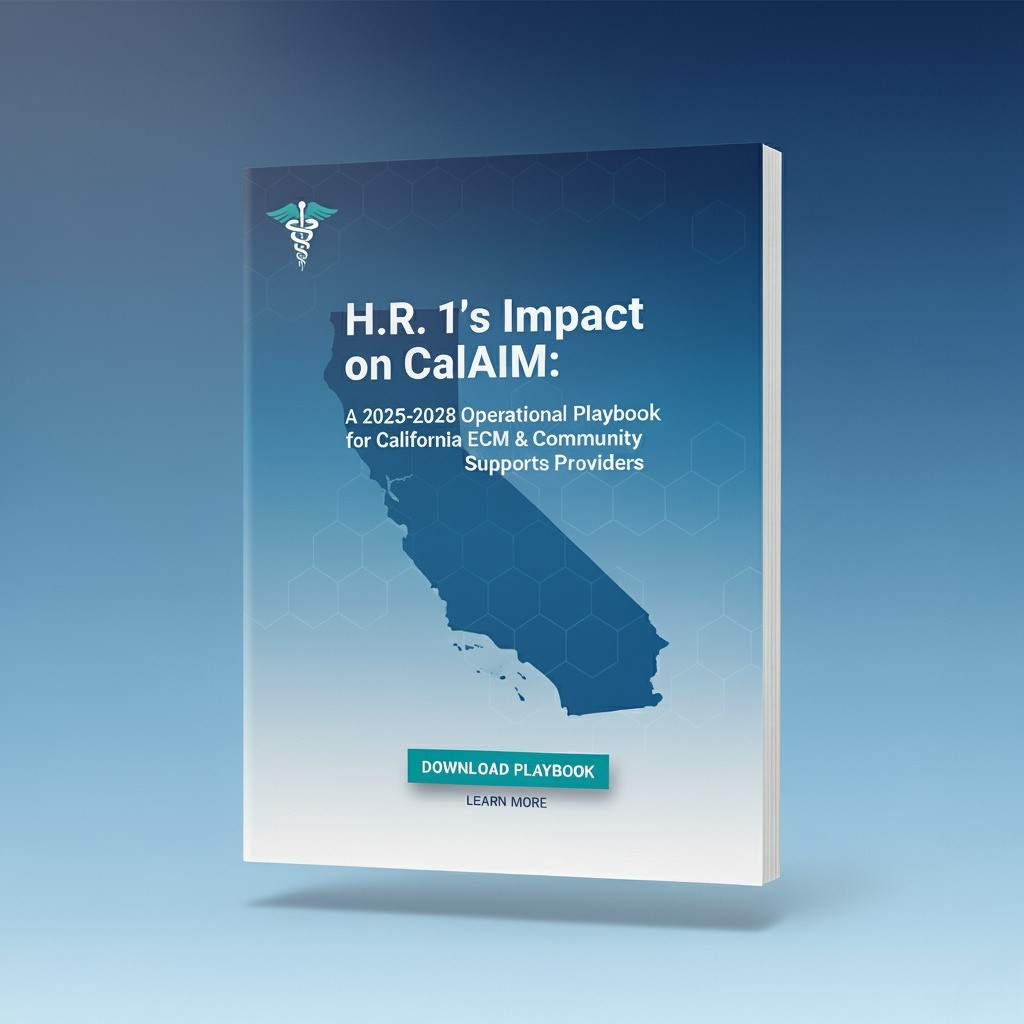 H.R. 1's Impact
on CalAIM:
A 2025-2028 Operational Playbook
for California ECM & Community
Supports Providers
DOWNLOAD PLAYBOOK
LEARN MORE